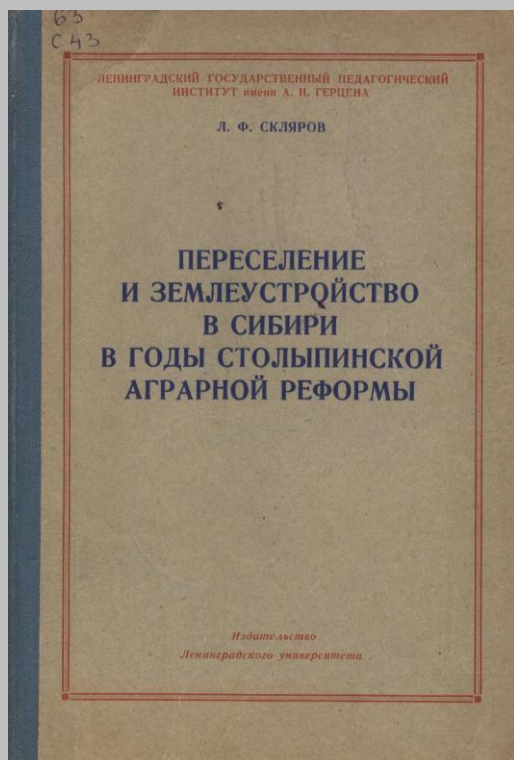 63
С43
ЛЕНИНГРАДСКИЙ ГОСУДАРСТВЕННЫЙ ПЕДАГОГИЧЕСКИЙ
ИНСТИТУТ имени А. И. ГЕРЦЕНА
Л. Ф. СКЛЯРОВ
ПЕРЕСЕЛЕНИЕ
И ЗЕМЛЕУСТРОЙСТВО
В СИБИРИ
В ГОДЫ СТОЛЫПИНСКОЙ
АГРАРНОЙ РЕФОРМЫ
Издательство
Ленинградского университета